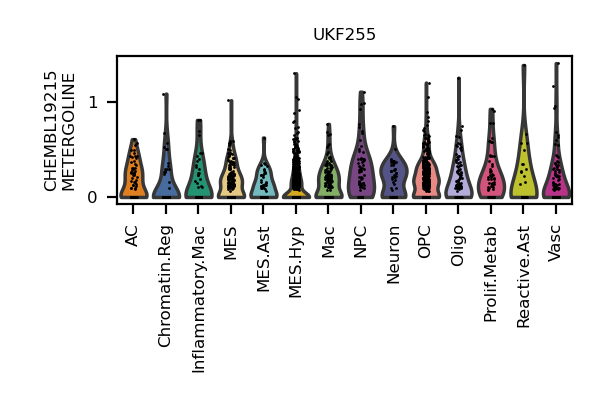 UKF255
CHEMBL19215
METERGOLINE
1
0
AC
Chromatin.Reg
Inflammatory.Mac
MES
MES.Ast
MES.Hyp
Mac
NPC
Neuron
OPC
Oligo
Prolif.Metab
Reactive.Ast
Vasc